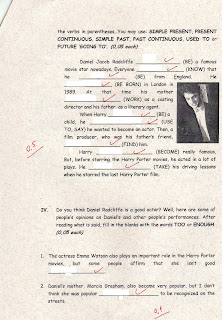 the verbs in parentheses. You may use: SIMPLE PRESENT, PRESENT
CONTINUOUS, SIMPLE PAST, PAST CONTINUOUS, USED TO or
FUTURE 'GOING TO'. (0,05 each)
Daniel Jacob Radcliffe (BE) a famous
movie star nowadays. Everyone (KNOW) that
he (BE) from England. He
(BE BORN) in London in
1989. At that time his mother
(WORK) as a casting
director and his father, as a literary agent.
When Harry (BE) a
child, he (USE
TO, SAY) he wanted to become an actor. Then, a
film producer, who was his father's friend,
(FIND) him.
0,5
Harry (BECOME) really famous.
But, before starring the Harry Potter movies, he acted in a lot of
plays. He (TAKE) his driving lessons
when he starred the last Harry Potter film.
IV. Do you think Daniel Radcliffe is a good actor? Well, here are some of
people's opinions on Daniel's and other people's performances. After
reading what is said, fill in the blanks with the words TOO or ENOUGH.
(0,05 each)
1. The actress Emma Watson also plays an important role in the Harry Potter
movies, but some people affirm that she isn't good
2. Daniel's mother, Marcia Gresham, also became very popular, but I don't
think she was popular to be recognized on the
streets.
0,1